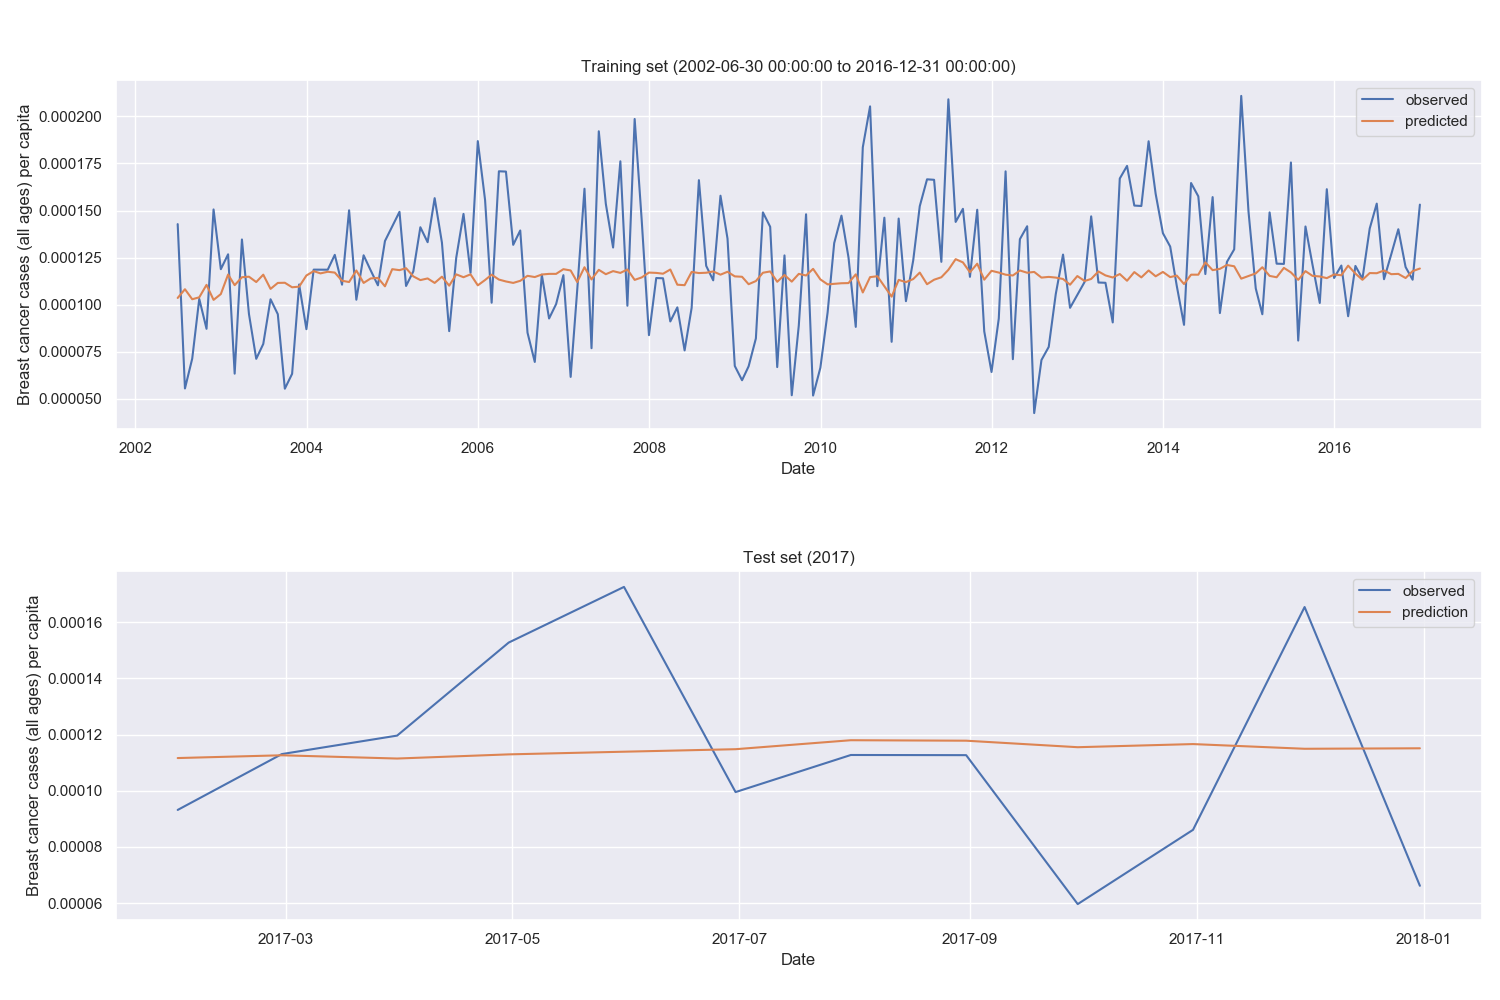 Training set (2002-06-30 00:00:00 to 2016-12-31 00:00:00)
Breast cancer cases (all ages) per capita
0.000200
0.000175
0.000150
0.000125
0.000100
0.000075
0.000050
observed
predicted
2002 2004 2006 2008 2010 2012 2014 2016
Date
Test set (2017)
Breast cancer cases (all ages) per capita
0.00016
0.00014
0.00012
0.00010
0.00008
0.00006
observed
prediction
2017-03 2017-05 2017-07 2017-09 2017-11 2018-01
Date